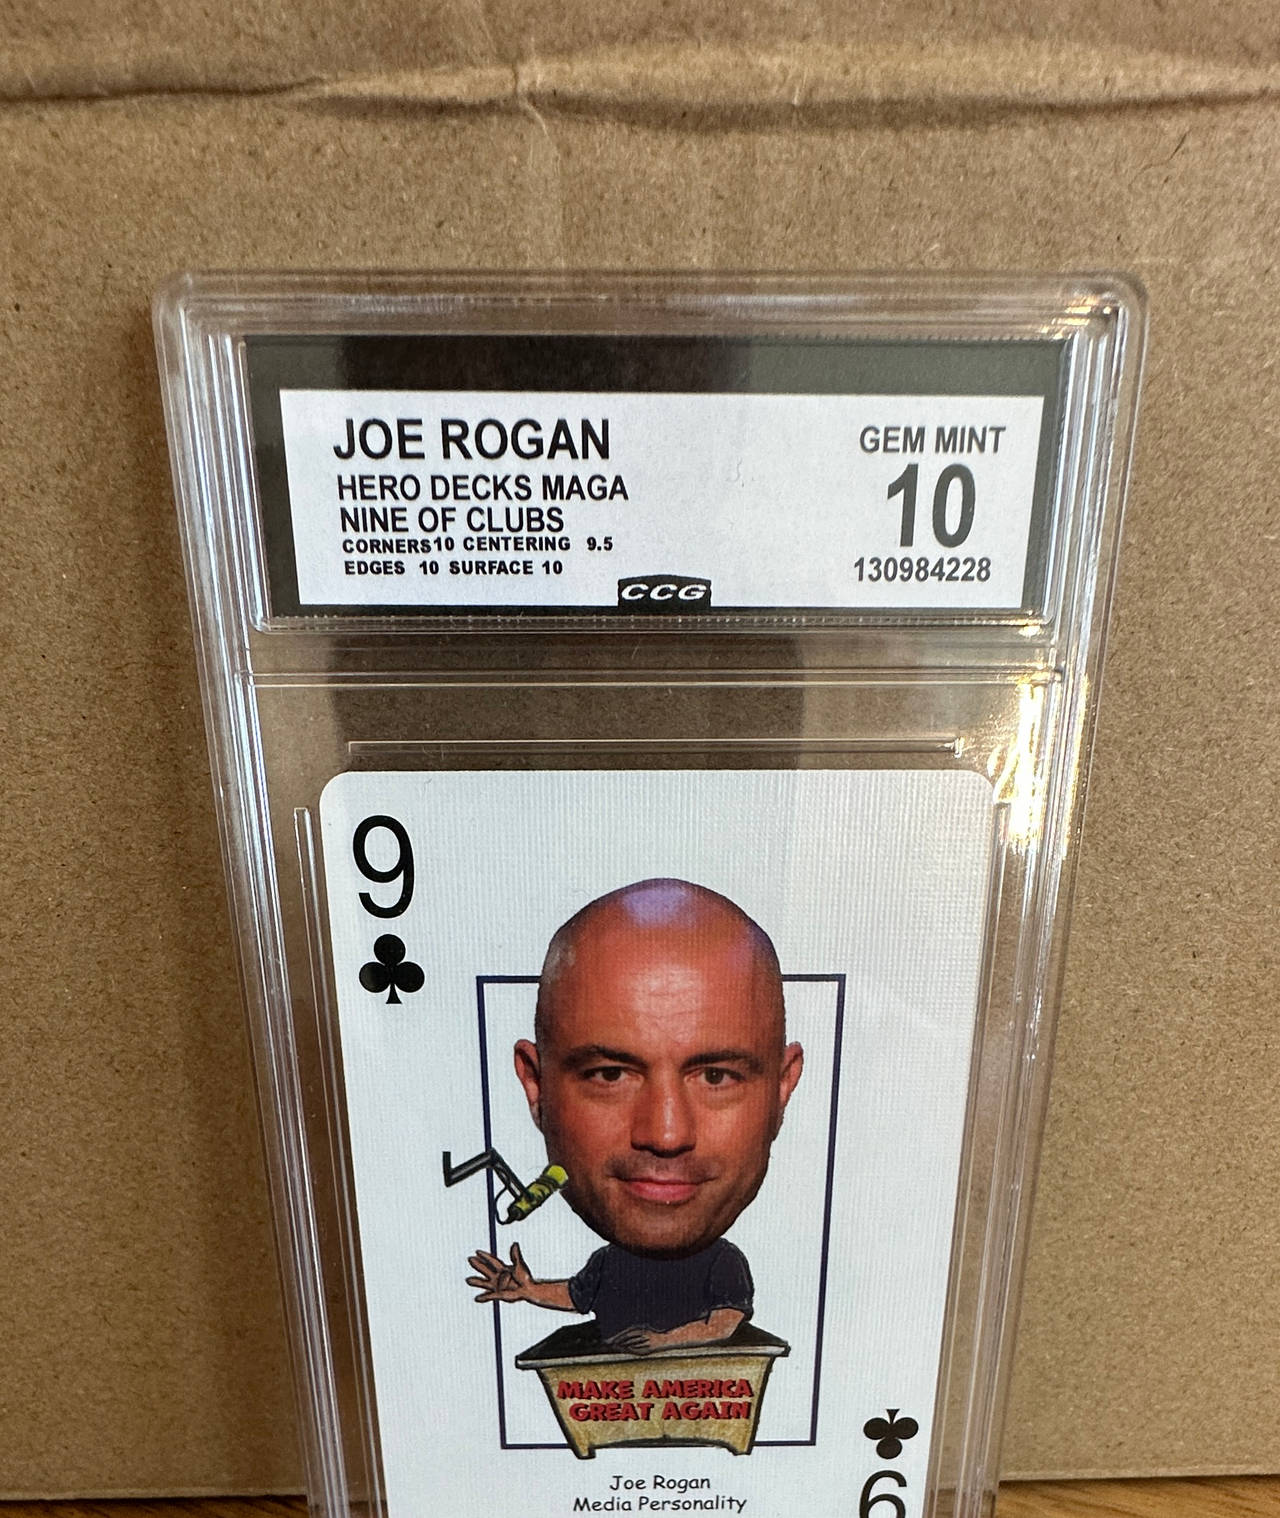 JOE ROGAN
HERO DECKS MAGA
NINE OF CLUBS
CORNERS10 CENTERING 9.5
EDGES 10 SURFACE 10
GEM MINT
10
130984228
CCG
9
MAKE AMERICA
GREAT AGAIN
Joe Rogan
Media Personality
9